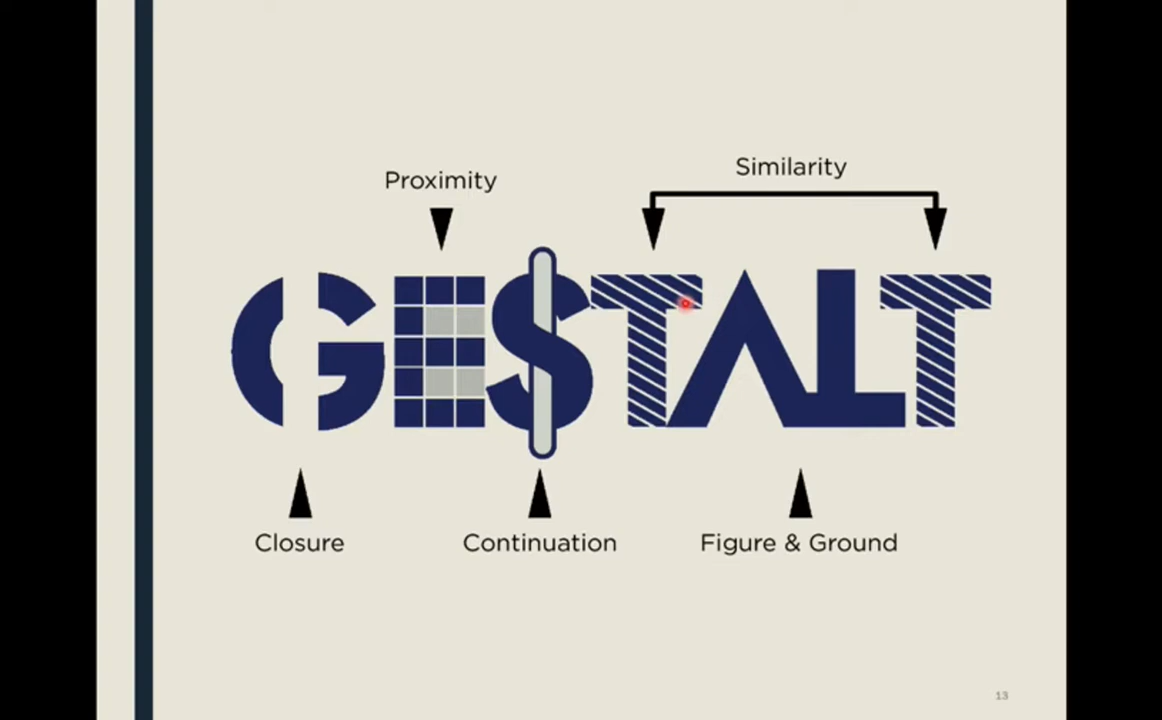 Proximity
Similarity
GESTALT
Closure
Continuation
Figure & Ground
13